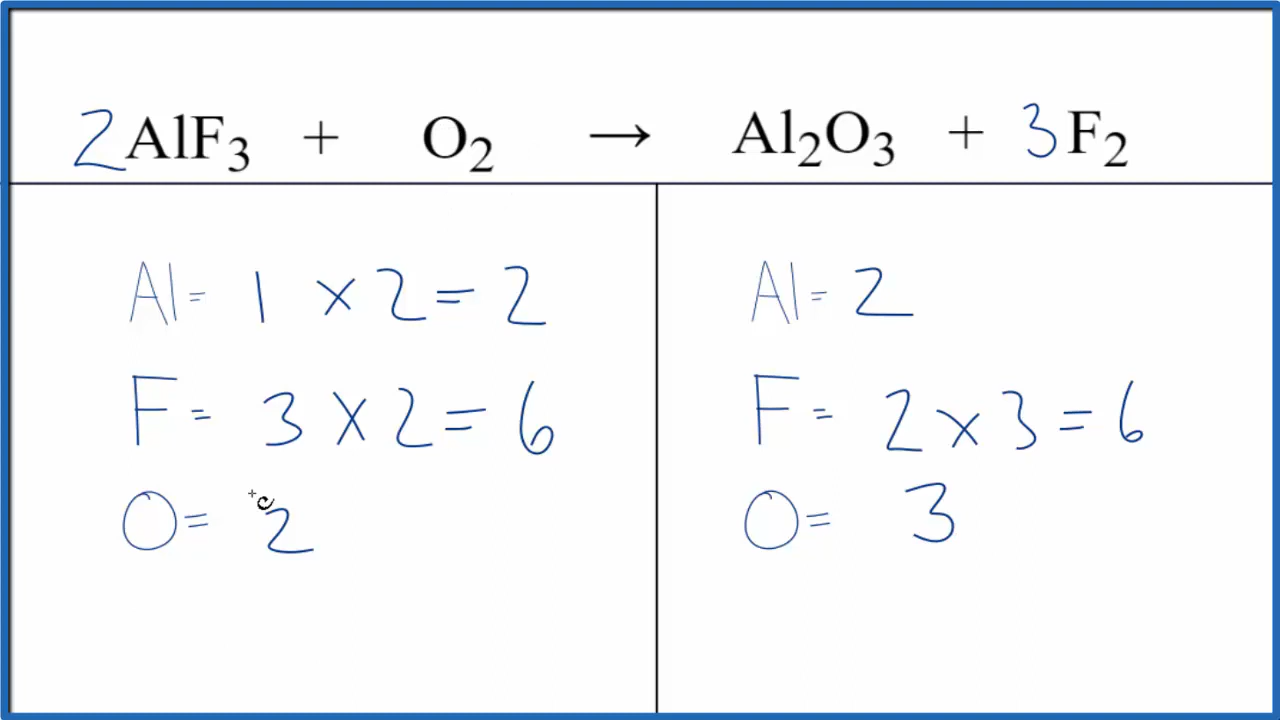 2AlF₃ + O₂ → Al₂O₃ + 3F₂
Al = 1 × 2 = 2
F = 3 × 2 = 6
O = 2
Al = 2
F = 2 × 3 = 6
O = 3